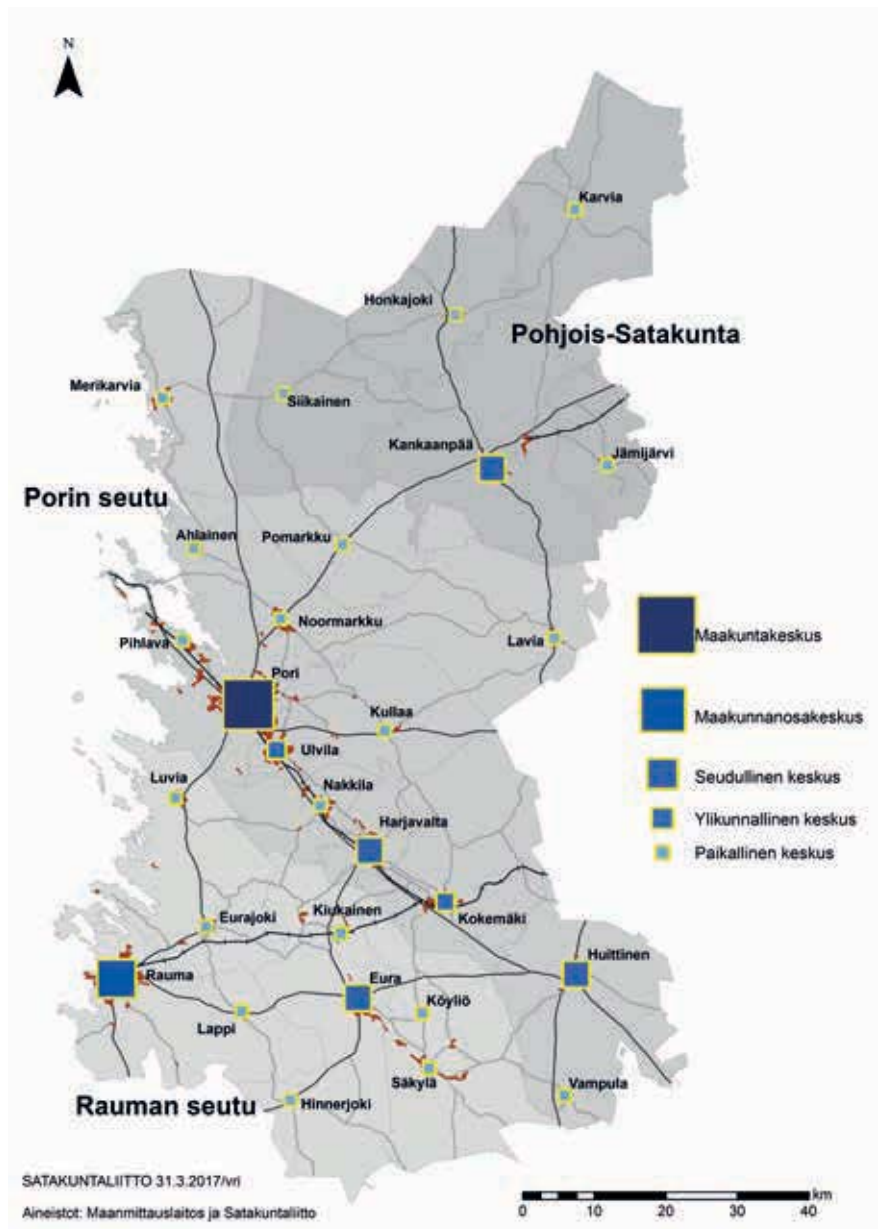 N
Karvia
Honkajoki
Pohjois-Satakunta
Merikarvia
Siikainen
Kankaanpää
Jämijärvi
Porin seutu
Ahlainen
Pomarkku
Noormarkku
Pihlava
Lavia
Maakuntakeskus
Pori
Kullaa
Maakunnanosakeskus
Ulvila
Luvia
Nakkila
Seudullinen keskus
Harjavalta
Ylikunnallinen keskus
Paikallinen keskus
Eurajoki
Kiukainen
Kokemäki
Huittinen
Rauma
Eura
Köyliö
Lappi
Säkylä
Vampula
Rauman seutu
Hinnerjoki
SATAKUNTALIITTO 31.3.2017/vri
km
0 10 20 30 40
Aineistot: Maanmittauslaitos ja Satakuntaliitto